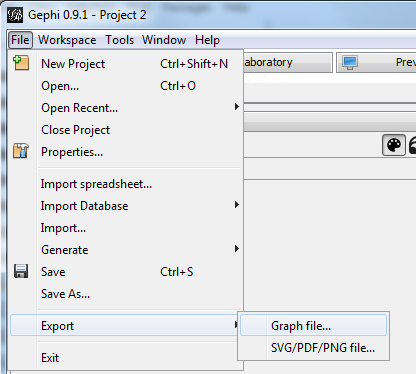 Gephi 0.9.1 - Project 2
File Workspace Tools Window Help
New Project Ctrl+Shift+N
Open... Ctrl+O
Open Recent...
Close Project
Properties...
Import spreadsheet...
Import Database
Import...
Generate
Save Ctrl+S
Save As...
Export
Exit
Graph file...
SVG/PDF/PNG file...
aboratory
Prev